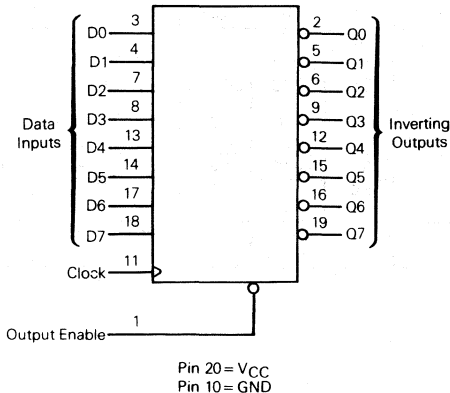 D0 3
D1 4
D2 7
D3 8
D4 13
D5 14
D6 17
D7 18
Data
Inputs
Clock 11
Output Enable 1
2 Q0
5 Q1
6 Q2
9 Q3
12 Q4
15 Q5
16 Q6
19 Q7
Inverting
Outputs
Pin 20 = VCC
Pin 10 = GND